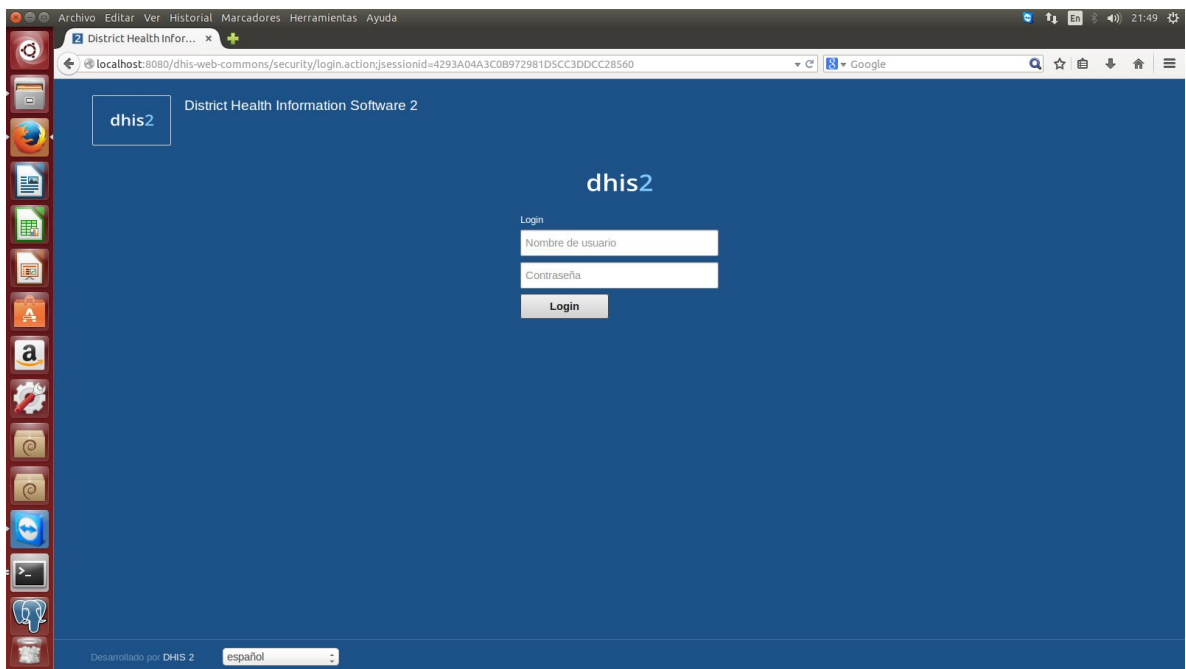 Archivo Editar Ver Historial Marcadores Herramientas Ayuda
En
21:49
2 District Health Infor... ×
localhost:8080/dhis-web-commons/security/login.action;jsessionid=4293A04A3C0B972981D5CC3DDCC28560
8 Google
dhis2
District Health Information Software 2
dhis2
Login
Nombre de usuario
Contraseña
Login
a
>_
Desarrollado por DHIS 2
español